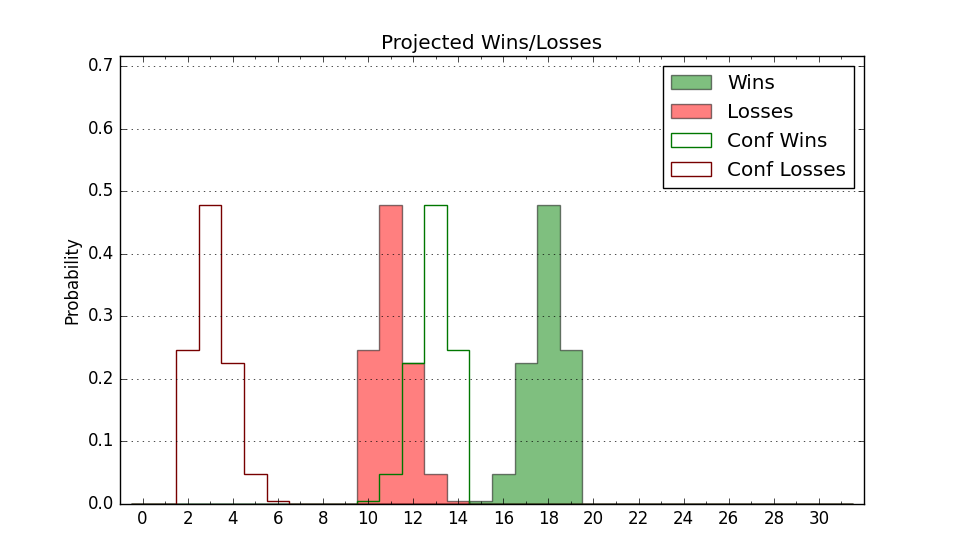 Projected Wins/Losses
Probability
0.7
0.6
0.5
0.4
0.3
0.2
0.1
0.0
0 2 4 6 8 10 12 14 16 18 20 22 24 26 28 30
Wins
Losses
Conf Wins
Conf Losses